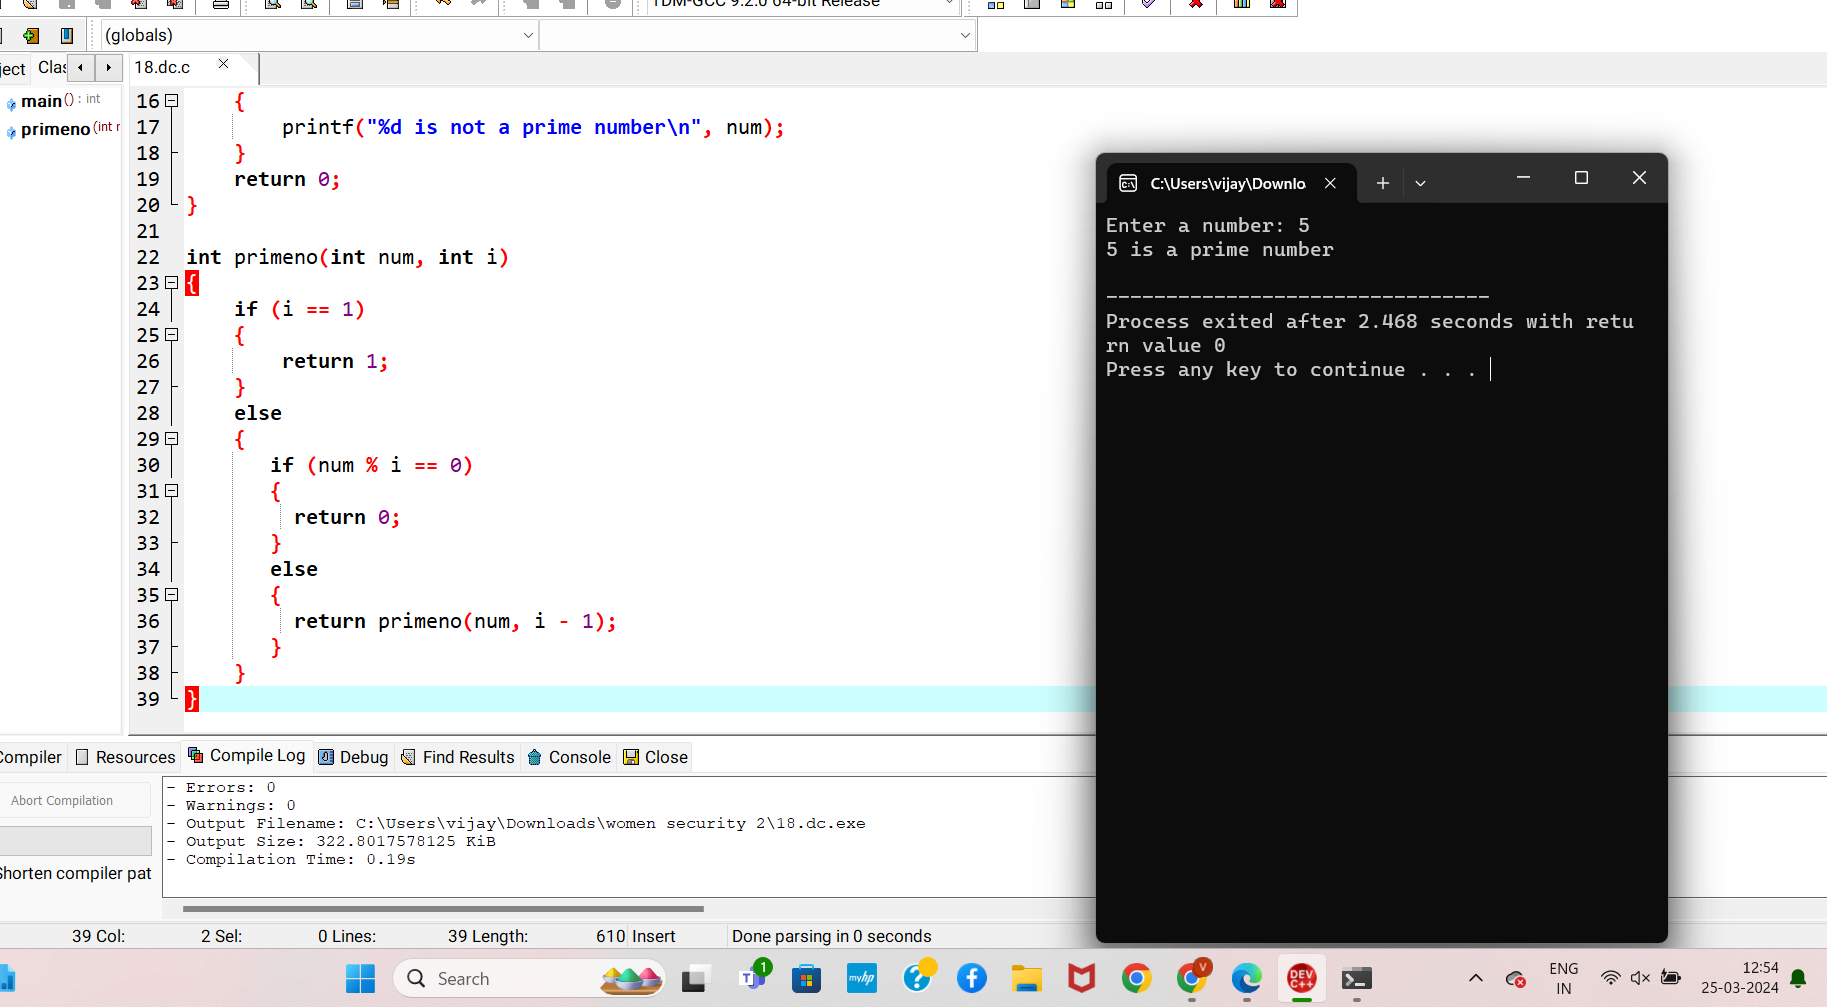 TDM-GCC 9.2.0 64-bit Release
(globals)
ject Clas
18.dc.c
main() : int
primeno (int r
16 {
17 printf("%d is not a prime number\n", num);
18 }
19 return 0;
20 }
21
22 int primeno(int num, int i)
23 {
24 if (i == 1)
25 {
26 return 1;
27 }
28 else
29 {
30 if (num % i == 0)
31 {
32 return 0;
33 }
34 else
35 {
36 return primeno(num, i - 1);
37 }
38 }
39 }
C:\Users\vijay\Downlo
Enter a number: 5
5 is a prime number
--------------------------------
Process exited after 2.468 seconds with retu
rn value 0
Press any key to continue . . .
Compiler Resources Compile Log Debug Find Results Console Close
Abort Compilation
Shorten compiler pat
- Errors: 0
- Warnings: 0
- Output Filename: C:\Users\vijay\Downloads\women security 2\18.dc.exe
- Output Size: 322.8017578125 KiB
- Compilation Time: 0.19s
39 Col: 2 Sel: 0 Lines: 39 Length: 610 Insert Done parsing in 0 seconds
Search
T 1
myhp
V
DEV C++
ENG
IN
12:54
25-03-2024